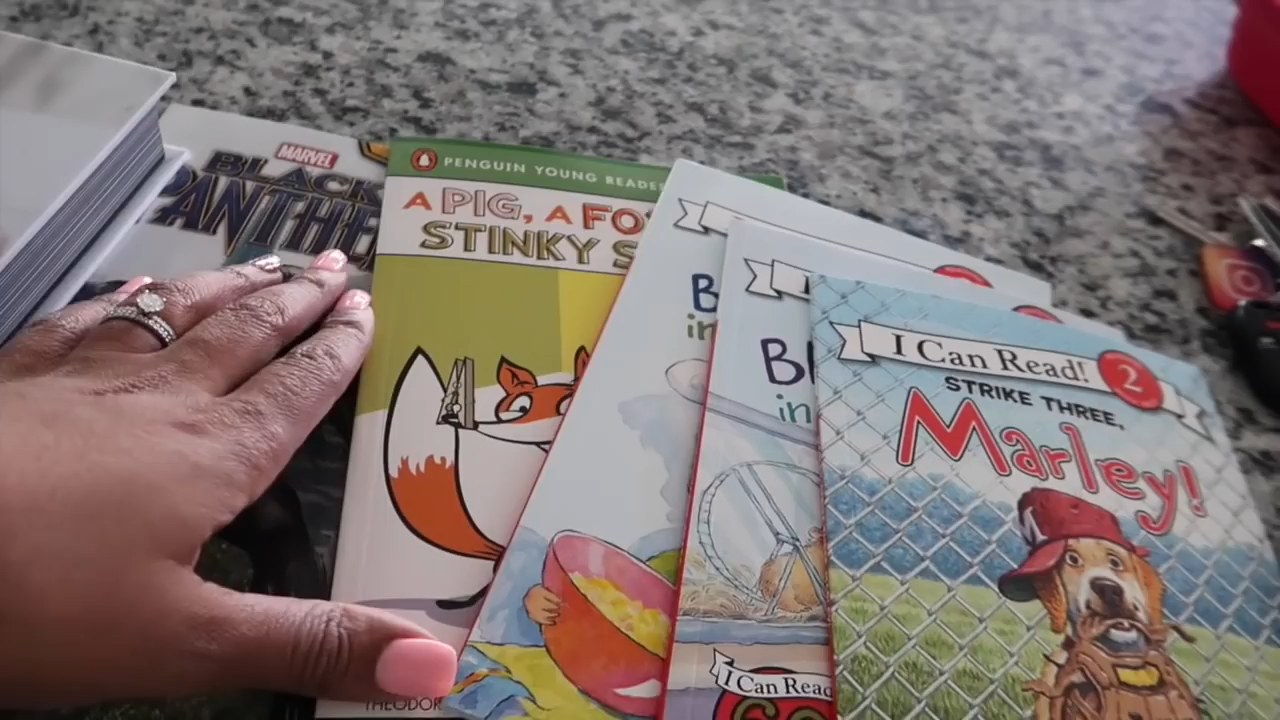 MARVEL
BLACK
PANTHE
PENGUIN YOUNG READE
A PIG, A FO
STINKY S
THEODOR
B
in
B
in
I Can Read
I Can Read!
2
STRIKE THREE,
Marley!
M